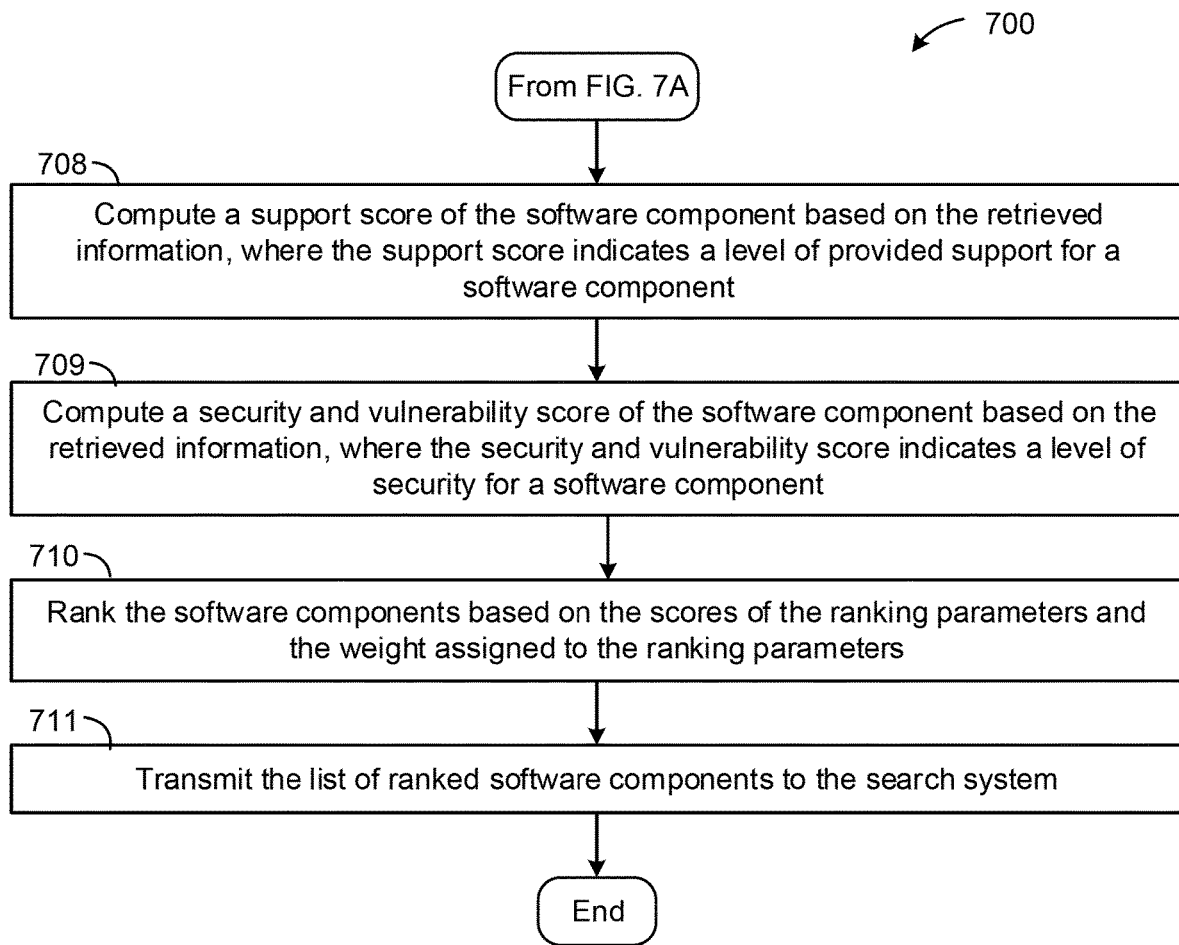 700
From FIG. 7A
708
Compute a support score of the software component based on the retrieved
information, where the support score indicates a level of provided support for a
software component
709
Compute a security and vulnerability score of the software component based on the
retrieved information, where the security and vulnerability score indicates a level of
security for a software component
710
Rank the software components based on the scores of the ranking parameters and
the weight assigned to the ranking parameters
711
Transmit the list of ranked software components to the search system
End